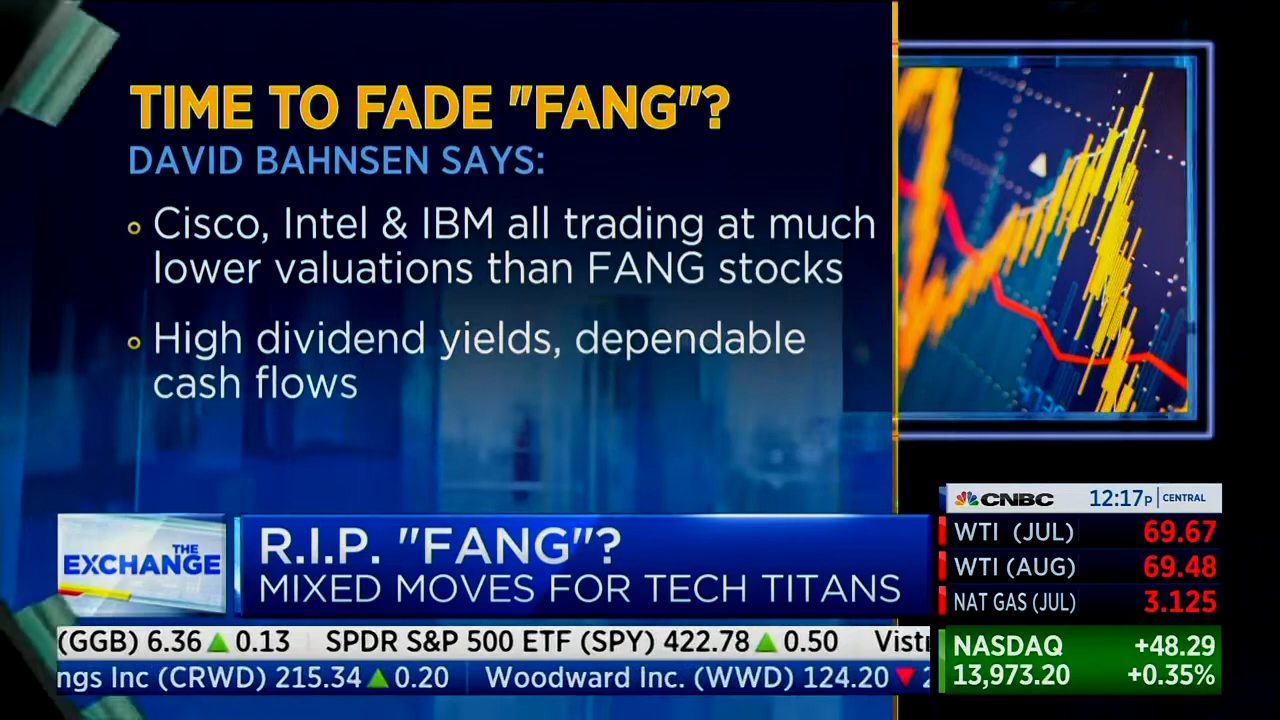 TIME TO FADE "FANG"?
DAVID BAHNSEN SAYS:
Cisco, Intel & IBM all trading at much
lower valuations than FANG stocks
High dividend yields, dependable
cash flows
THE
EXCHANGE
R.I.P. "FANG"?
MIXED MOVES FOR TECH TITANS
CNBC 12:17P CENTRAL
WTI (JUL) 69.67
WTI (AUG) 69.48
NAT GAS (JUL) 3.125
NASDAQ +48.29
13,973.20 +0.35%
(GGB) 6.36 ▲ 0.13 SPDR S&P 500 ETF (SPY) 422.78 ▲ 0.50
ngs Inc (CRWD) 215.34 ▲ 0.20 Woodward Inc. (WWD) 124.20 ▼